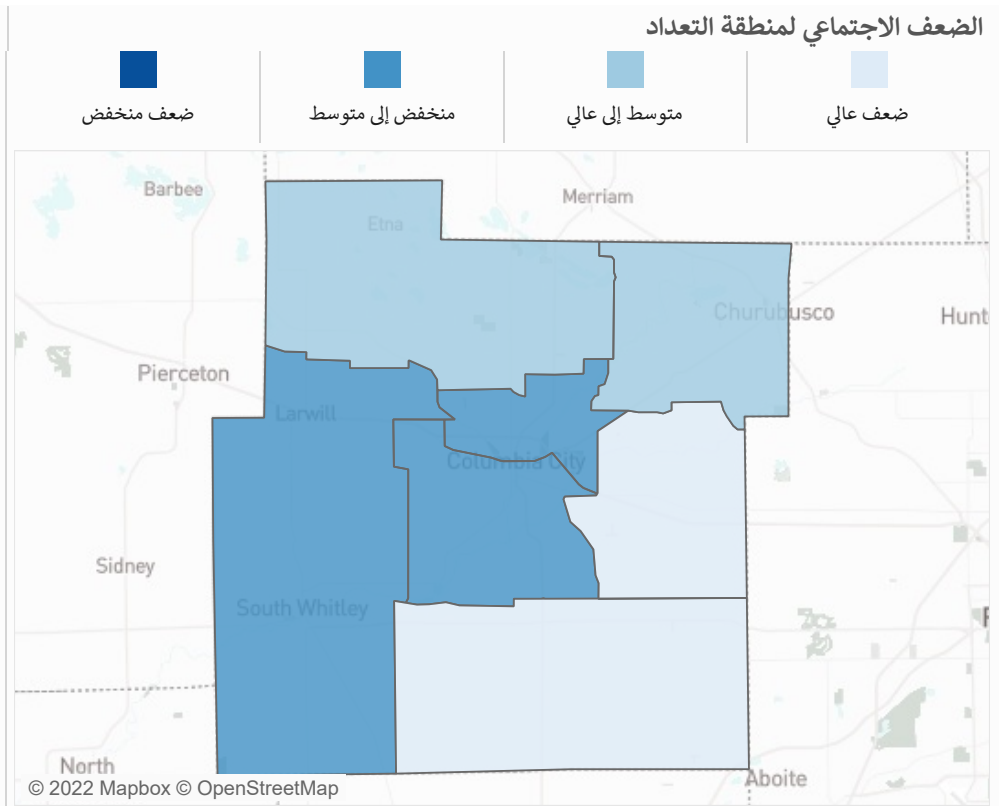 الضعف الاجتماعي لمنطقة التعداد
ضعف عالي
متوسط إلى عالي
منخفض إلى متوسط
ضعف منخفض
Barbee
Merriam
Etna
Churubusco
Hunt
Pierceton
Larwill
Columbia City
Sidney
South Whitley
North
Aboite
© 2022 Mapbox © OpenStreetMap